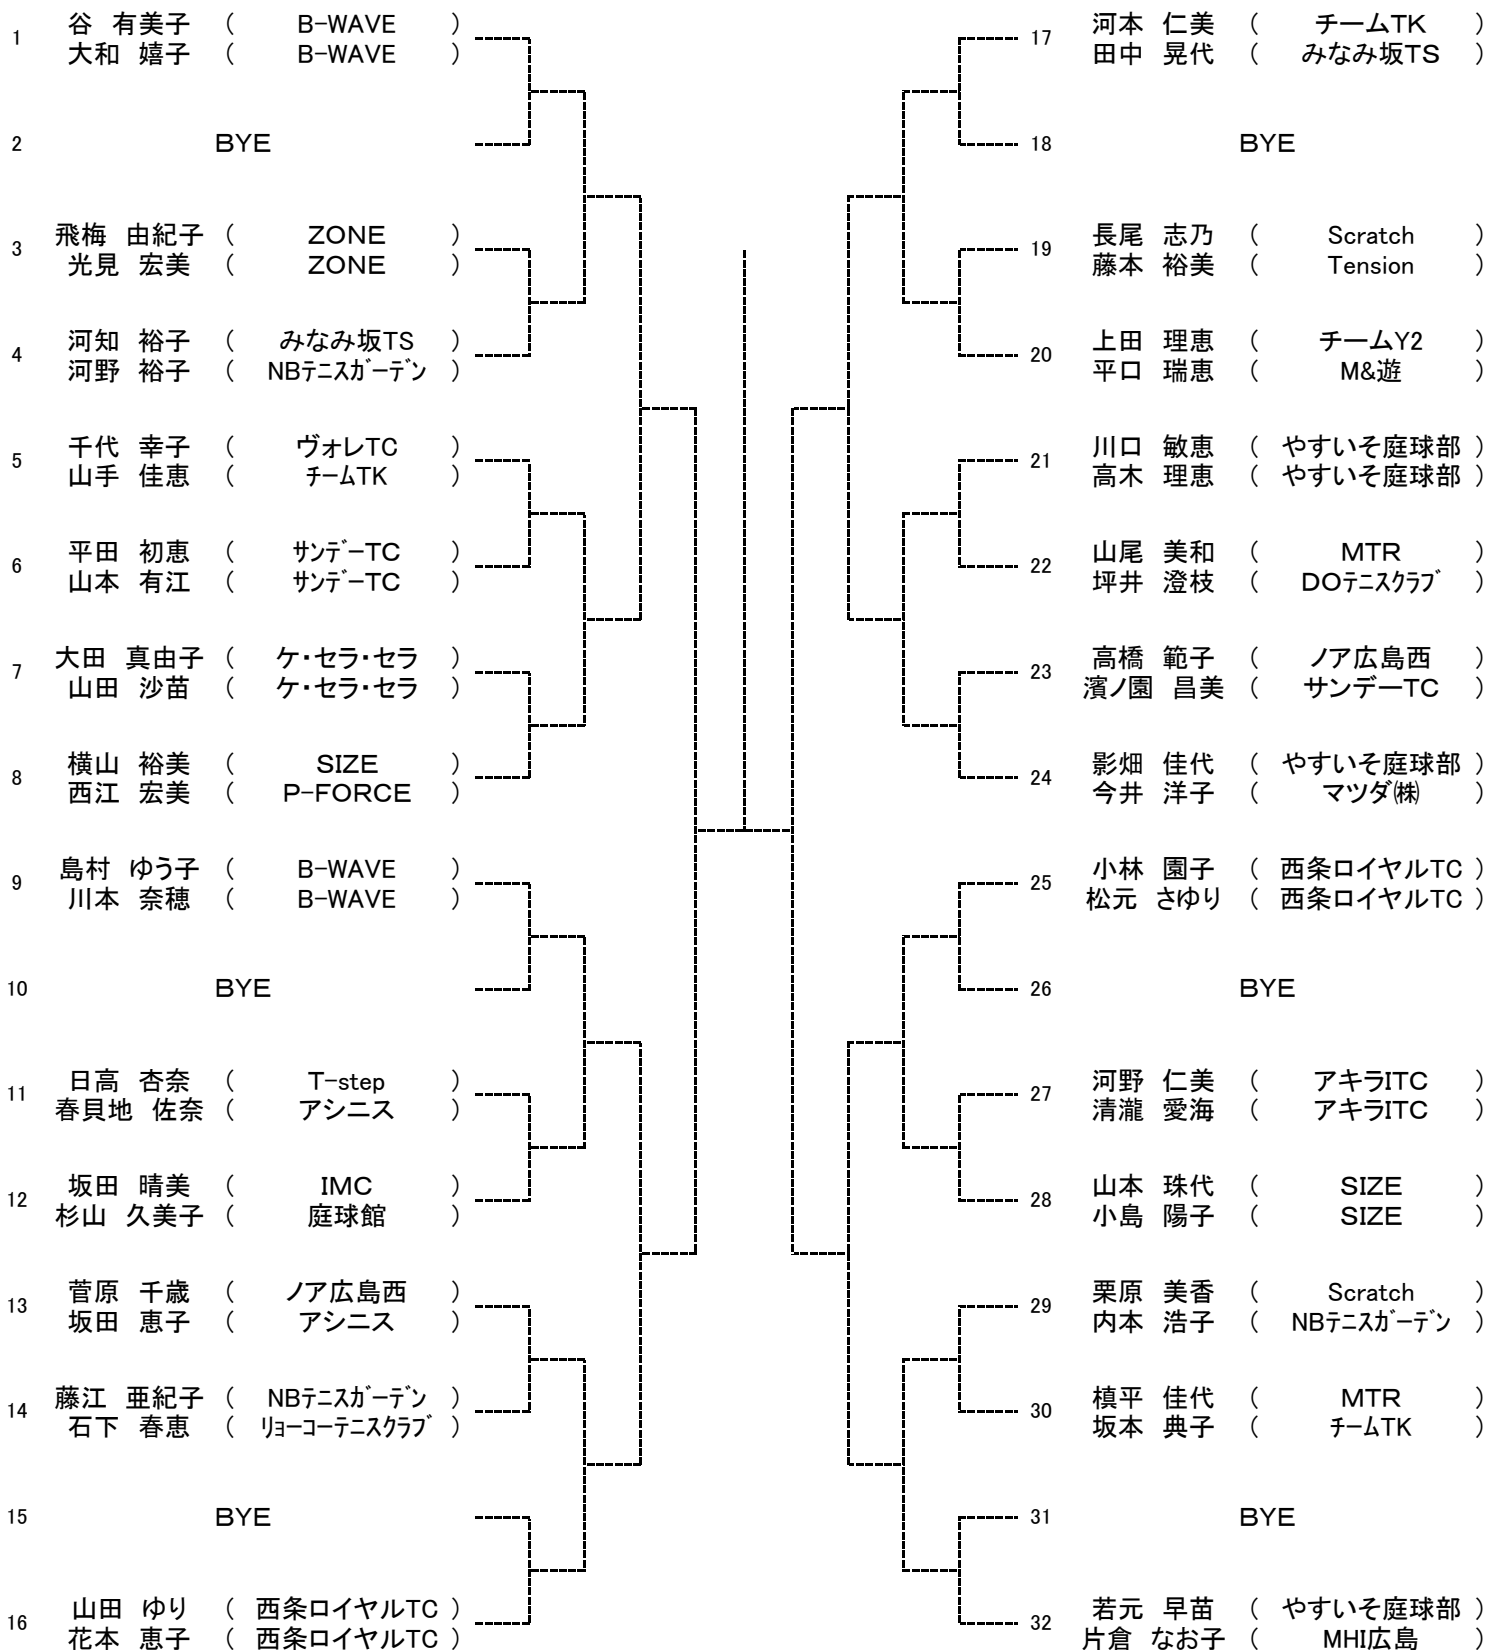 1 谷 有美子 ( B-WAVE )
大和 嬉子 ( B-WAVE )
2 BYE
3 飛梅 由紀子 ( ZONE )
光見 宏美 ( ZONE )
4 河知 裕子 ( みなみ坂TS )
河野 裕子 ( NBﾃﾆｽｶﾞｰﾃﾞﾝ )
5 千代 幸子 ( ヴォレTC )
山手 佳恵 ( ﾁｰﾑTK )
6 平田 初恵 ( ｻﾝﾃﾞｰTC )
山本 有江 ( ｻﾝﾃﾞｰTC )
7 大田 真由子 ( ケ・セラ・セラ )
山田 沙苗 ( ケ・セラ・セラ )
8 横山 裕美 ( SIZE )
西江 宏美 ( P-FORCE )
9 島村 ゆう子 ( B-WAVE )
川本 奈穂 ( B-WAVE )
10 BYE
11 日高 杏奈 ( T-step )
春貝地 佐奈 ( アシニス )
12 坂田 晴美 ( IMC )
杉山 久美子 ( 庭球館 )
13 菅原 千歳 ( ノア広島西 )
坂田 恵子 ( アシニス )
14 藤江 亜紀子 ( NBﾃﾆｽｶﾞｰﾃﾞﾝ )
石下 春恵 ( ﾘｮｰｺｰﾃﾆｽｸﾗﾌﾞ )
15 BYE
16 山田 ゆり ( 西条ロイヤルTC )
花本 恵子 ( 西条ロイヤルTC )
17 河本 仁美 ( チームTK )
田中 晃代 ( みなみ坂TS )
18 BYE
19 長尾 志乃 ( Scratch )
藤本 裕美 ( Tension )
20 上田 理恵 ( チームY2 )
平口 瑞恵 ( M&遊 )
21 川口 敏恵 ( やすいそ庭球部 )
高木 理恵 ( やすいそ庭球部 )
22 山尾 美和 ( MTR )
坪井 澄枝 ( DOﾃﾆｽｸﾗﾌﾞ )
23 高橋 範子 ( ノア広島西 )
濱ノ園 昌美 ( サンデーTC )
24 影畑 佳代 ( やすいそ庭球部 )
今井 洋子 ( マツダ㈱ )
25 小林 園子 ( 西条ロイヤルTC )
松元 さゆり ( 西条ロイヤルTC )
26 BYE
27 河野 仁美 ( アキラITC )
清瀧 愛海 ( アキラITC )
28 山本 珠代 ( SIZE )
小島 陽子 ( SIZE )
29 栗原 美香 ( Scratch )
内本 浩子 ( NBﾃﾆｽｶﾞｰﾃﾞﾝ )
30 槙平 佳代 ( MTR )
坂本 典子 ( ﾁｰﾑTK )
31 BYE
32 若元 早苗 ( やすいそ庭球部 )
片倉 なお子 ( MHI広島 )